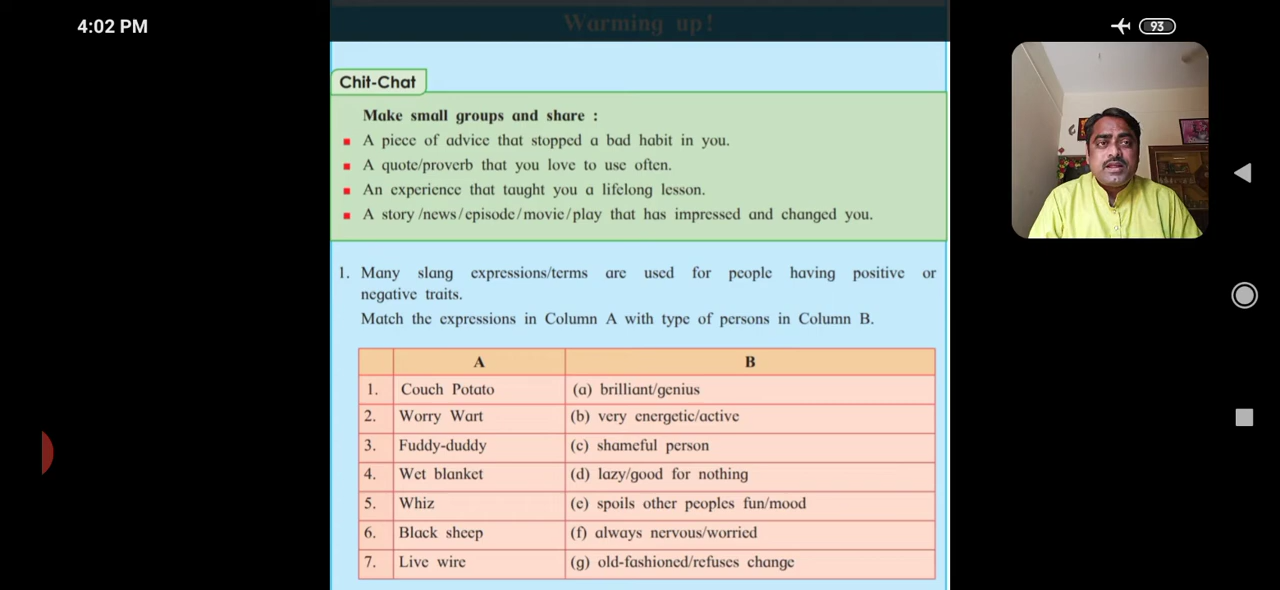 4:02 PM
93
Warming up!
Chit-Chat
Make small groups and share :
A piece of advice that stopped a bad habit in you.
A quote/proverb that you love to use often.
An experience that taught you a lifelong lesson.
A story /news/episode/movie/play that has impressed and changed you.
1. Many slang expressions/terms are used for people having positive or
negative traits.
Match the expressions in Column A with type of persons in Column B.
A B
1. Couch Potato (a) brilliant/genius
2. Worry Wart (b) very energetic/active
3. Fuddy-duddy (c) shameful person
4. Wet blanket (d) lazy/good for nothing
5. Whiz (e) spoils other peoples fun/mood
6. Black sheep (f) always nervous/worried
7. Live wire (g) old-fashioned/refuses change